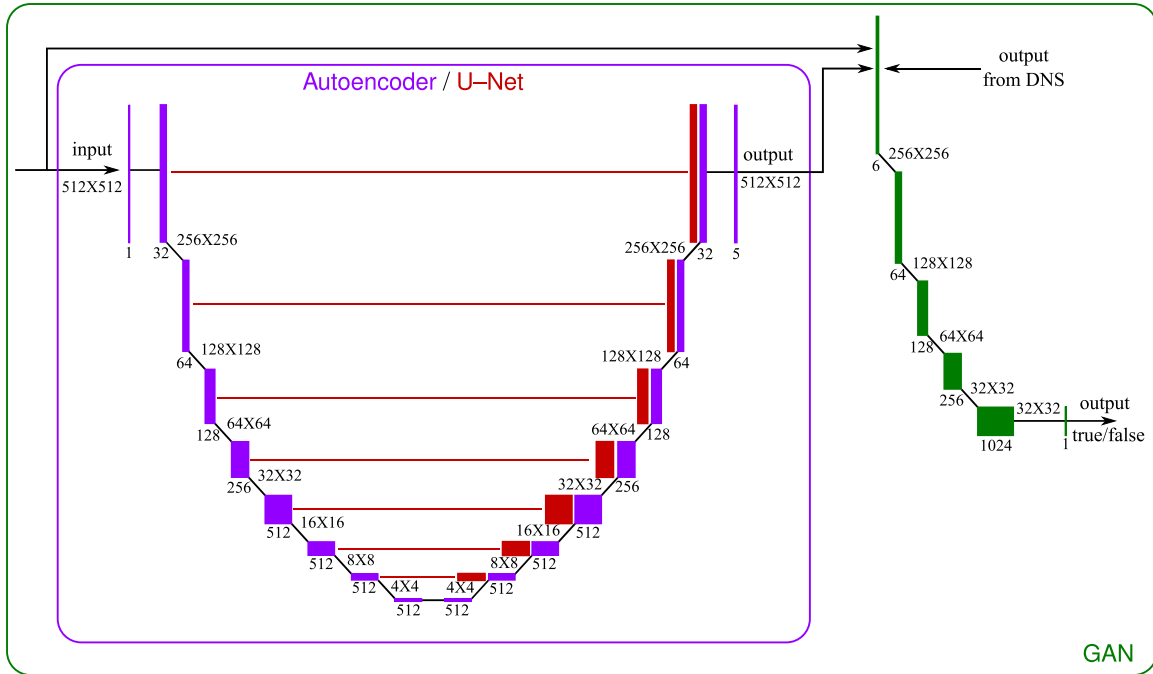 Autoencoder / U–Net
input
512X512
1
32
256X256
64
128X128
128
64X64
256
32X32
512
16X16
512
8X8
512
4X4
512
4X4
512
8X8
512
16X16
512
32X32
512
64X64
256
128X128
128
256X256
64
32
5
output
512X512
output
from DNS
6
256X256
64
128X128
128
64X64
256
32X32
1024
32X32
1
output
true/false
GAN